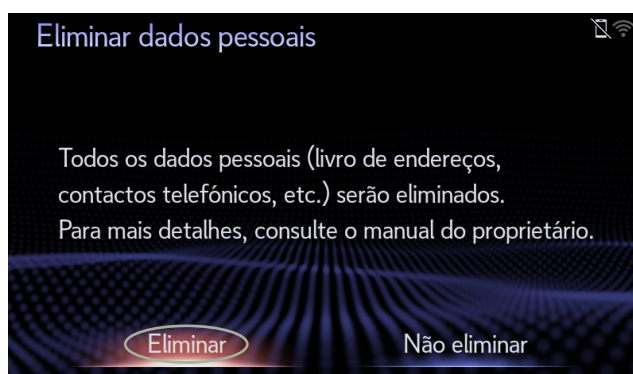 Eliminar dados pessoais
Todos os dados pessoais (livro de endereços,
contactos telefónicos, etc.) serão eliminados.
Para mais detalhes, consulte o manual do proprietário.
Eliminar
Não eliminar